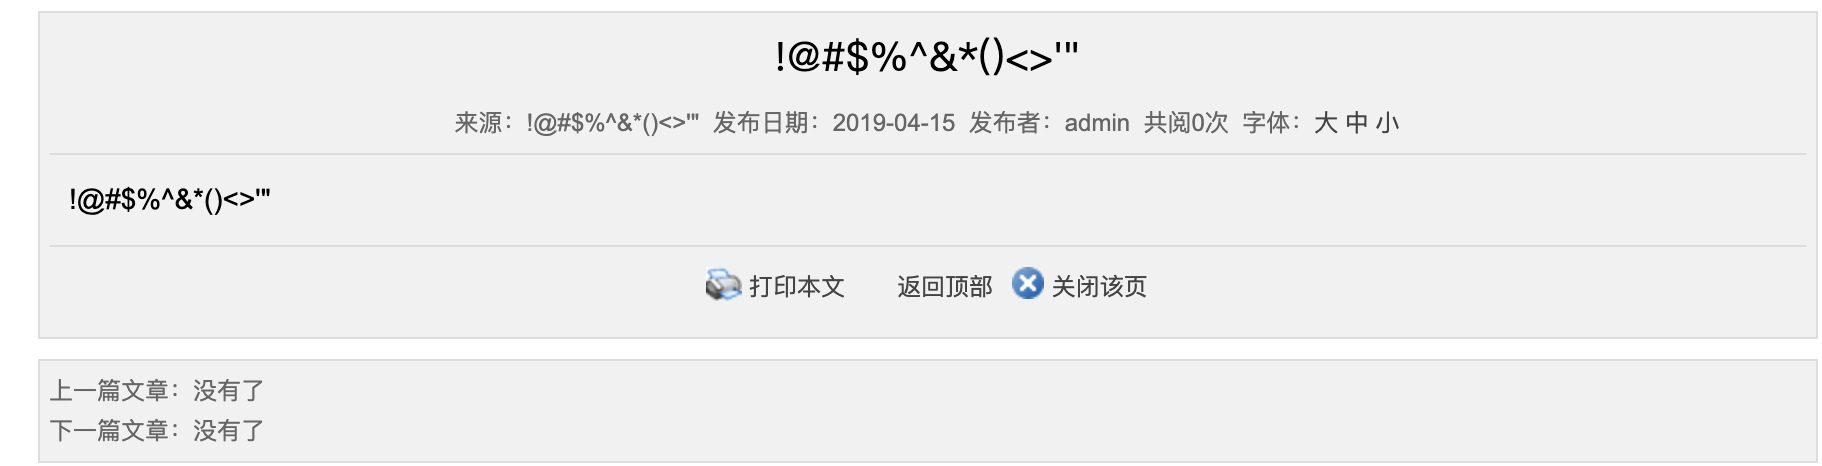 !@#$%^&*()<>'"
来源：!@#$%^&*()<>'" 发布日期：2019-04-15 发布者：admin 共阅0次 字体：大 中 小
!@#$%^&*()<>'"
打印本文 返回顶部 关闭该页
上一篇文章：没有了
下一篇文章：没有了